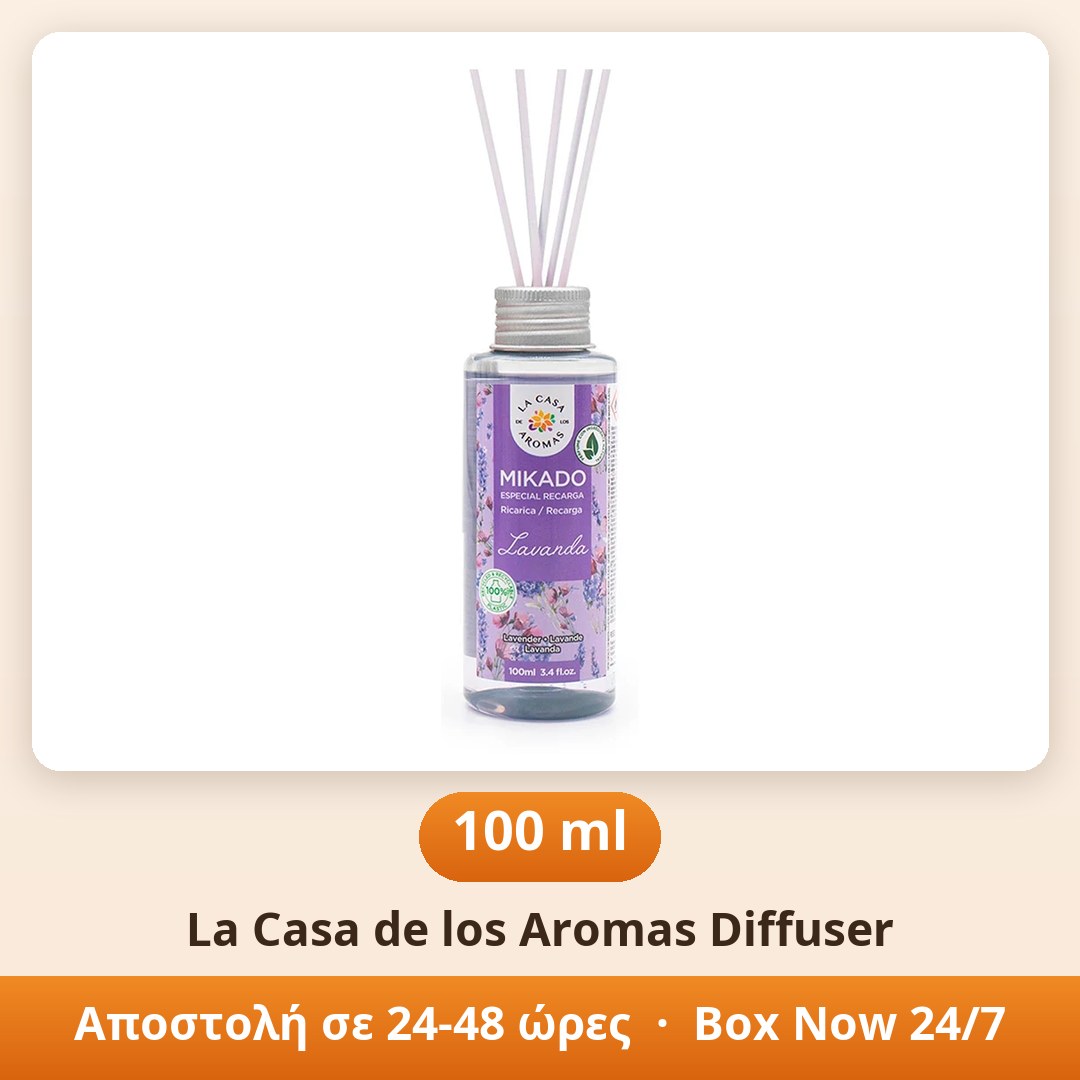 LA CASA
DE LOS
AROMAS
MIKADO
ESPECIAL RECARGA
Ricarica / Recarga
Lavanda
100%
PLASTIC
Lavender • Lavande
Lavanda
100ml 3.4 fl.oz.
100 ml
La Casa de los Aromas Diffuser
Αποστολή σε 24-48 ώρες · Box Now 24/7